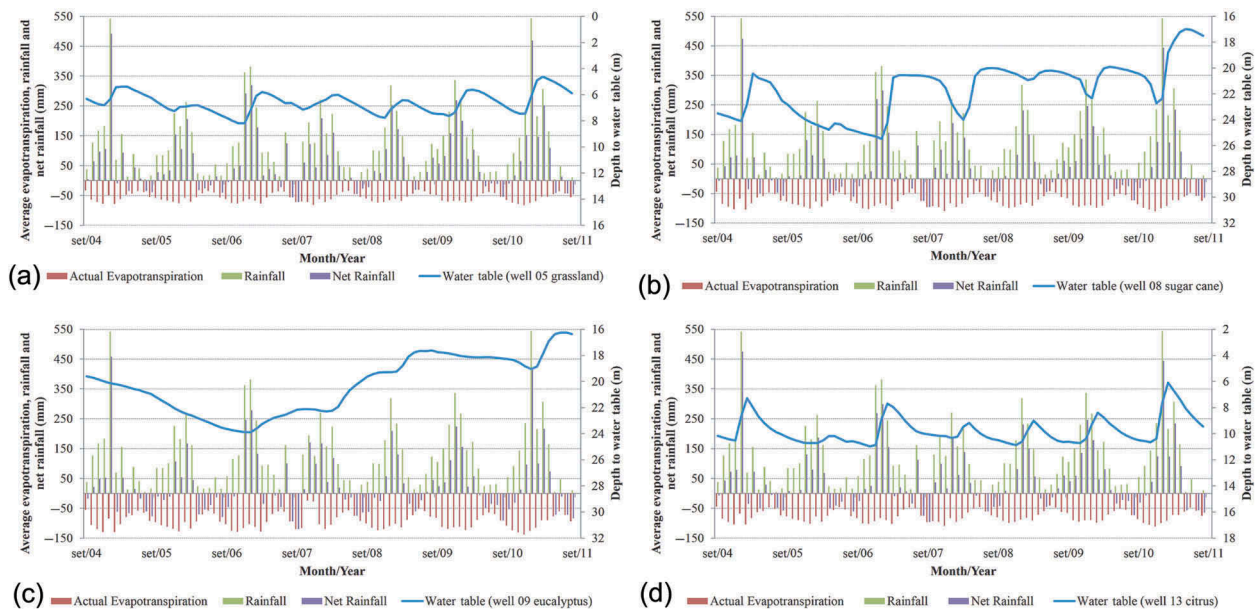 Average evapotranspiration, rainfall and
net rainfall (mm)
550
450
350
250
150
50
−50
−150
0
2
4
6
8
10
12
14
16
Depth to water table (m)
set/04 set/05 set/06 set/07 set/08 set/09 set/10 set/11
Month/Year
(a)
Actual Evapotranspiration Rainfall Net Rainfall Water table (well 05 grassland)
Average evapotranspiration, rainfall and
net rainfall (mm)
550
450
350
250
150
50
−50
−150
16
18
20
22
24
26
28
30
32
Depth to water table (m)
set/04 set/05 set/06 set/07 set/08 set/09 set/10 set/11
Month/Year
(b)
Actual Evapotranspiration Rainfall Net Rainfall Water table (well 08 sugar cane)
Average evapotranspiration, rainfall and
net rainfall (mm)
550
450
350
250
150
50
−50
−150
16
18
20
22
24
26
28
30
32
Depth to water table (m)
set/04 set/05 set/06 set/07 set/08 set/09 set/10 set/11
Month/Year
(c)
Actual Evapotranspiration Rainfall Net Rainfall Water table (well 09 eucalyptus)
Average evapotranspiration, rainfall and
net rainfall (mm)
550
450
350
250
150
50
−50
−150
2
4
6
8
10
12
14
16
18
Depth to water table (m)
set/04 set/05 set/06 set/07 set/08 set/09 set/10 set/11
Month/Year
(d)
Actual Evapotranspiration Rainfall Net Rainfall Water table (well 13 citrus)